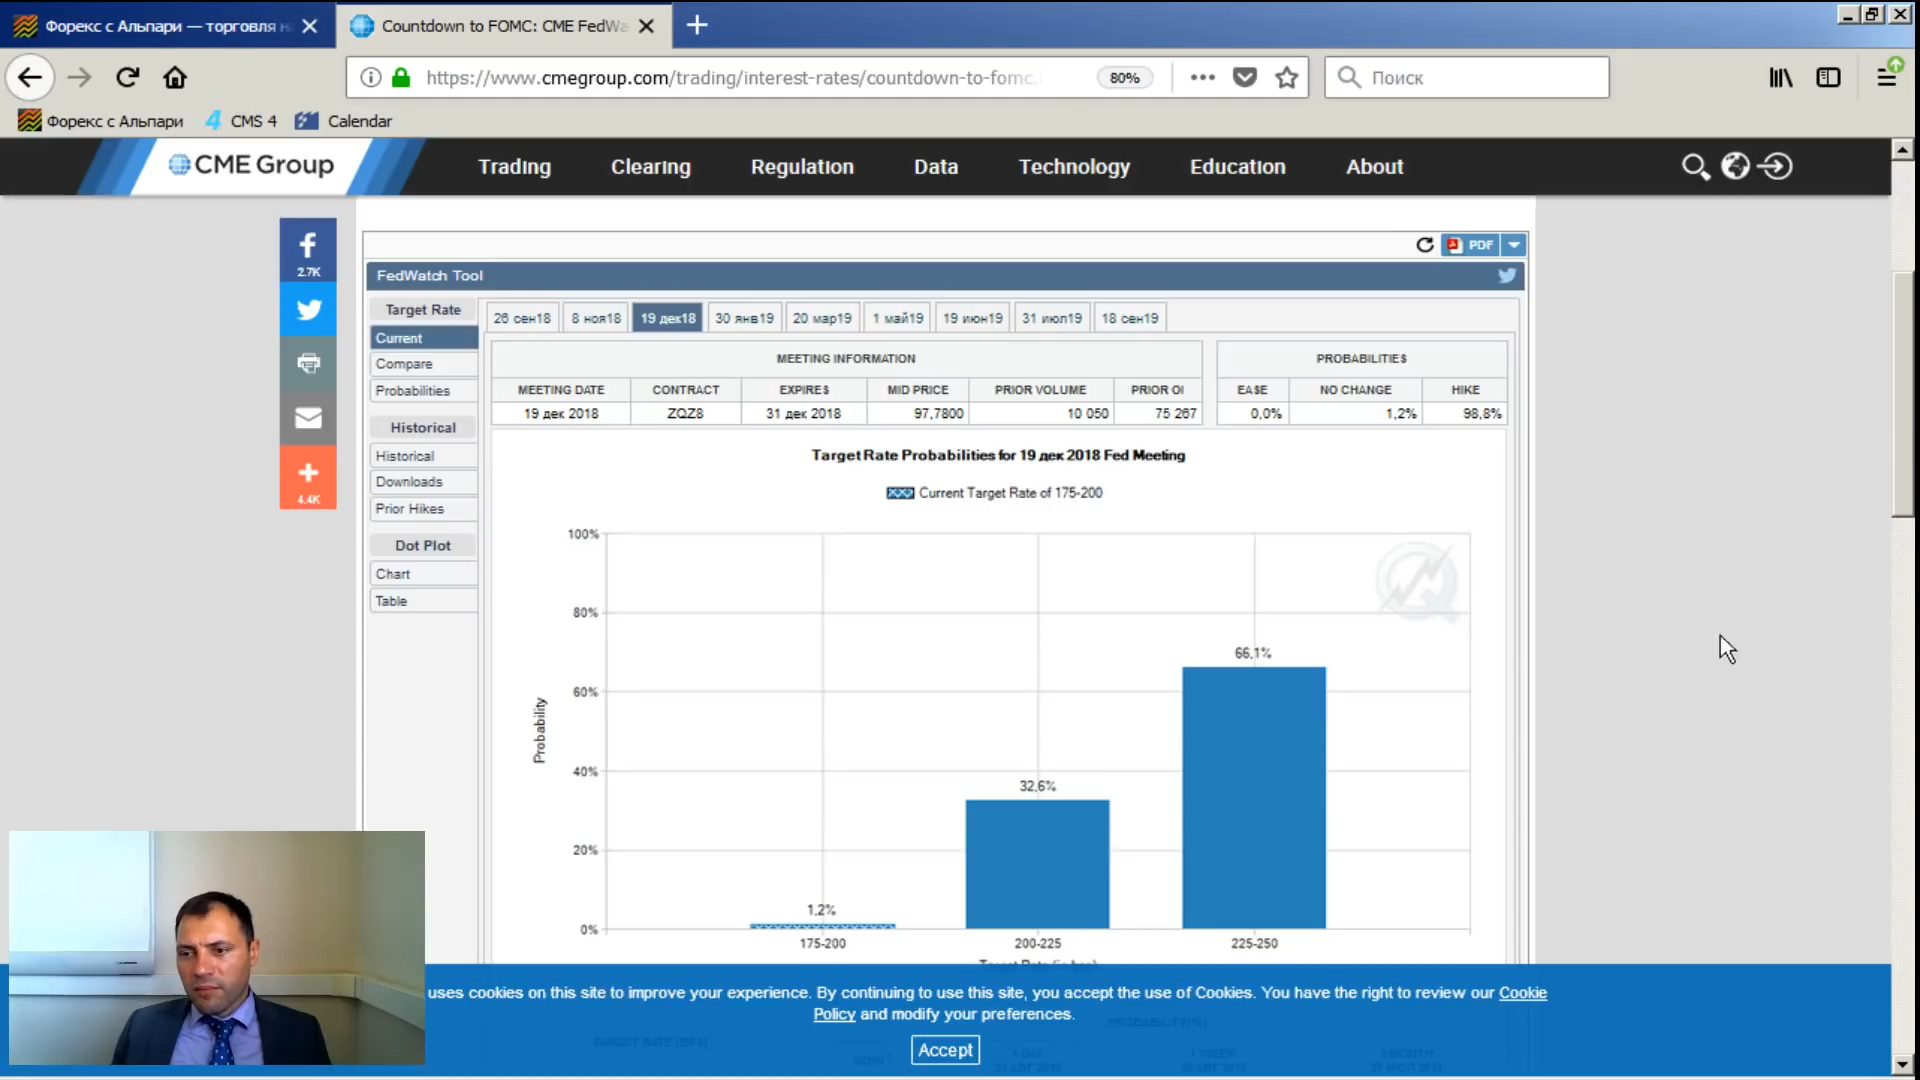 Форекс с Альпари — торговля н
Countdown to FOMC: CME FedWa
https://www.cmegroup.com/trading/interest-rates/countdown-to-fomc.
80%
Поиск
Форекс с Альпари
CMS 4
Calendar
CME Group
Trading
Clearing
Regulation
Data
Technology
Education
About
2.7K
4.4K
PDF
FedWatch Tool
Target Rate
Current
Compare
Probabilities
Historical
Historical
Downloads
Prior Hikes
Dot Plot
Chart
Table
26 сен18
8 ноя18
19 дек18
30 янв19
20 мар19
1 май19
19 июн19
31 июл19
18 сен19
MEETING INFORMATION
MEETING DATE CONTRACT EXPIRES MID PRICE PRIOR VOLUME PRIOR OI
19 дек 2018 ZQZ8 31 дек 2018 97,7800 10 050 75 267
PROBABILITIES
EASE NO CHANGE HIKE
0,0% 1,2% 98,8%
Target Rate Probabilities for 19 дек 2018 Fed Meeting
Current Target Rate of 175-200
Probability
100%
80%
60%
40%
20%
0%
1,2%
32,6%
66,1%
175-200
200-225
225-250
uses cookies on this site to improve your experience. By continuing to use this site, you accept the use of Cookies. You have the right to review our Cookie
Policy and modify your preferences.
Accept
TARGET RATE (BPS)
PROBABILITY(%)